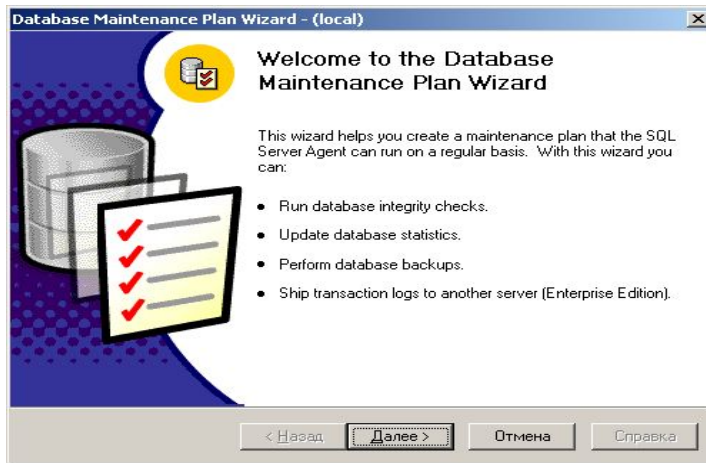 Database Maintenance Plan Wizard - (local)
Welcome to the Database
Maintenance Plan Wizard
This wizard helps you create a maintenance plan that the SQL
Server Agent can run on a regular basis. With this wizard you
can:
• Run database integrity checks.
• Update database statistics.
• Perform database backups.
• Ship transaction logs to another server (Enterprise Edition).
< Назад Далее > Отмена Справка